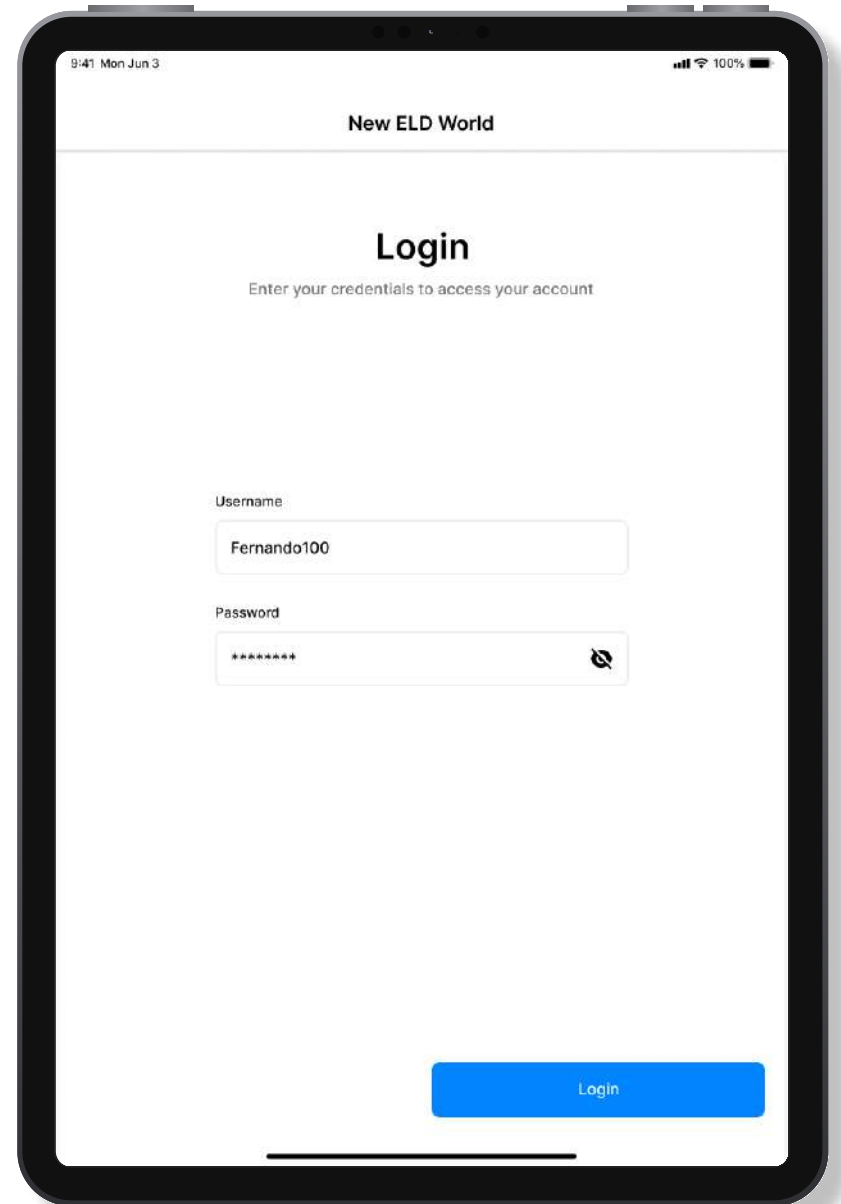 9:41 Mon Jun 3
100%
New ELD World
Login
Enter your credentials to access your account
Username
Fernando100
Password
********
Login